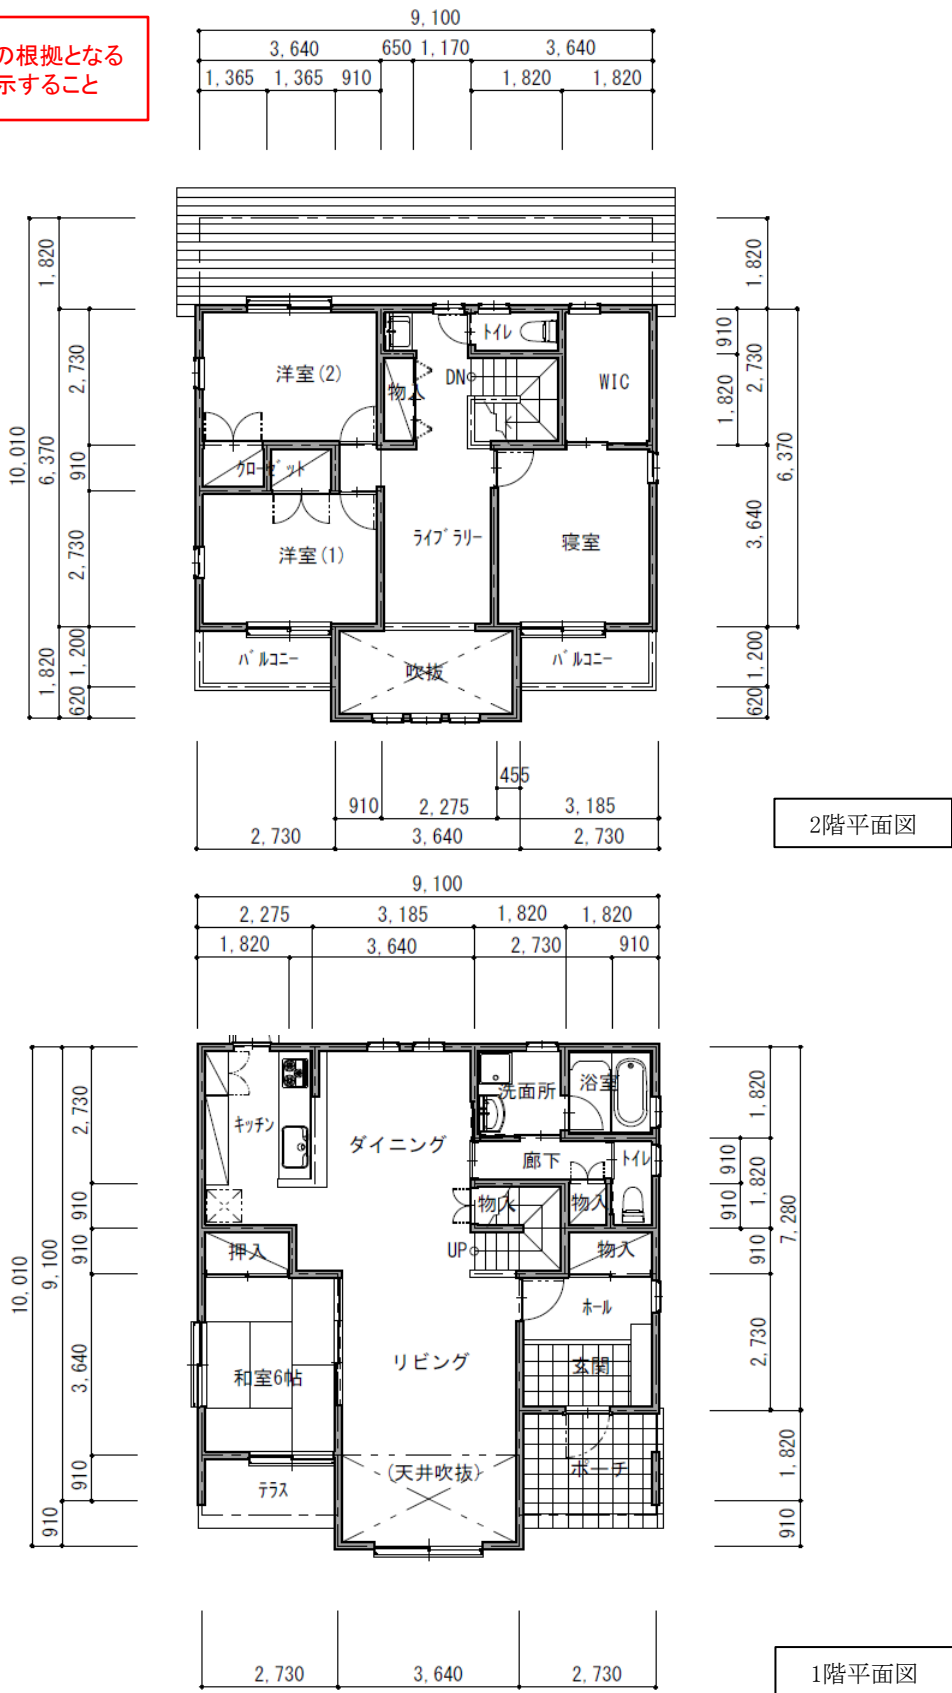 の根拠となる
示すること
9,100
3,640
650
1,170
3,640
1,365
1,365
910
1,820
1,820
10,010
1,820
6,370
1,820
2,730
910
2,730
1,200
620
洋室(2)
物入
DN
トイレ
WIC
クローゼット
洋室(1)
ライブラリー
寝室
バルコニー
吹抜
バルコニー
910
1,820
1,820
2,730
3,640
1,200
620
6,370
455
910
2,275
3,185
2,730
3,640
2,730
2階平面図
9,100
2,275
3,185
1,820
1,820
1,820
3,640
2,730
910
10,010
9,100
910
2,730
910
910
3,640
910
キッチン
ダイニング
洗面所
浴室
廊下
トイレ
物入
物入
押入
UP
物入
ホール
和室6帖
リビング
玄関
テラス
(天井吹抜)
ポーチ
910
910
1,820
1,820
910
2,730
7,280
1,820
910
2,730
3,640
2,730
1階平面図